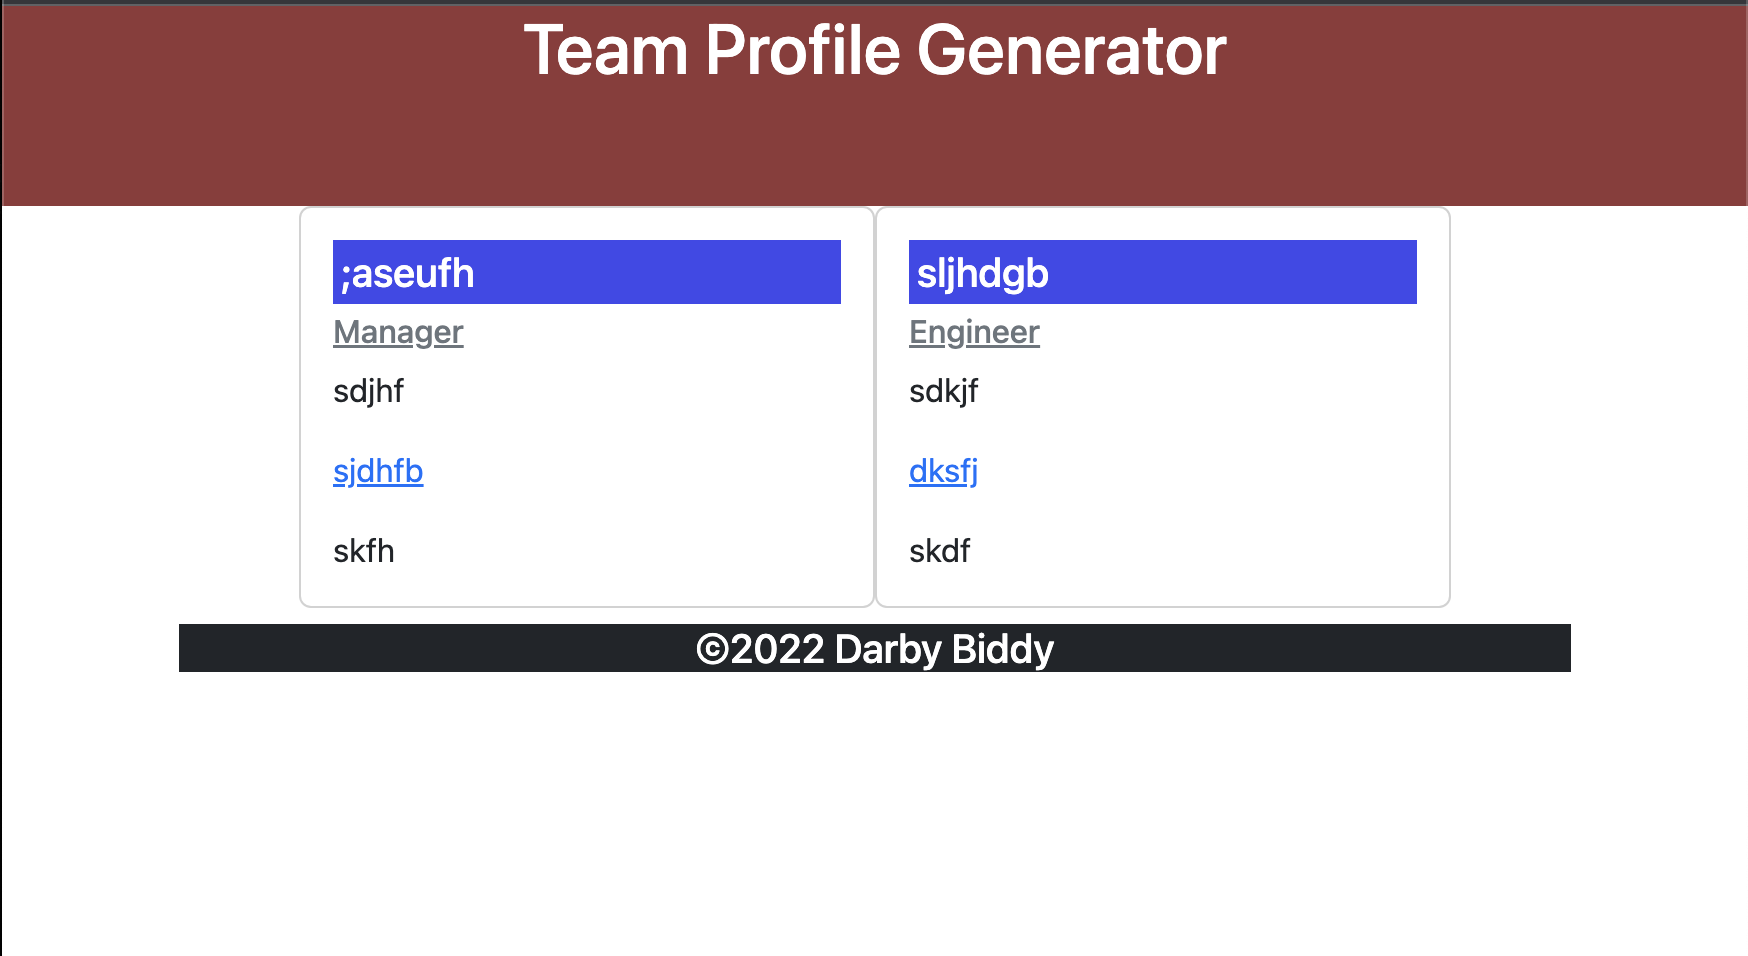 Team Profile Generator
;aseufh
Manager
sdjhf
sjdhfb
skfh
sljhdgb
Engineer
sdkjf
dksfj
skdf
©2022 Darby Biddy